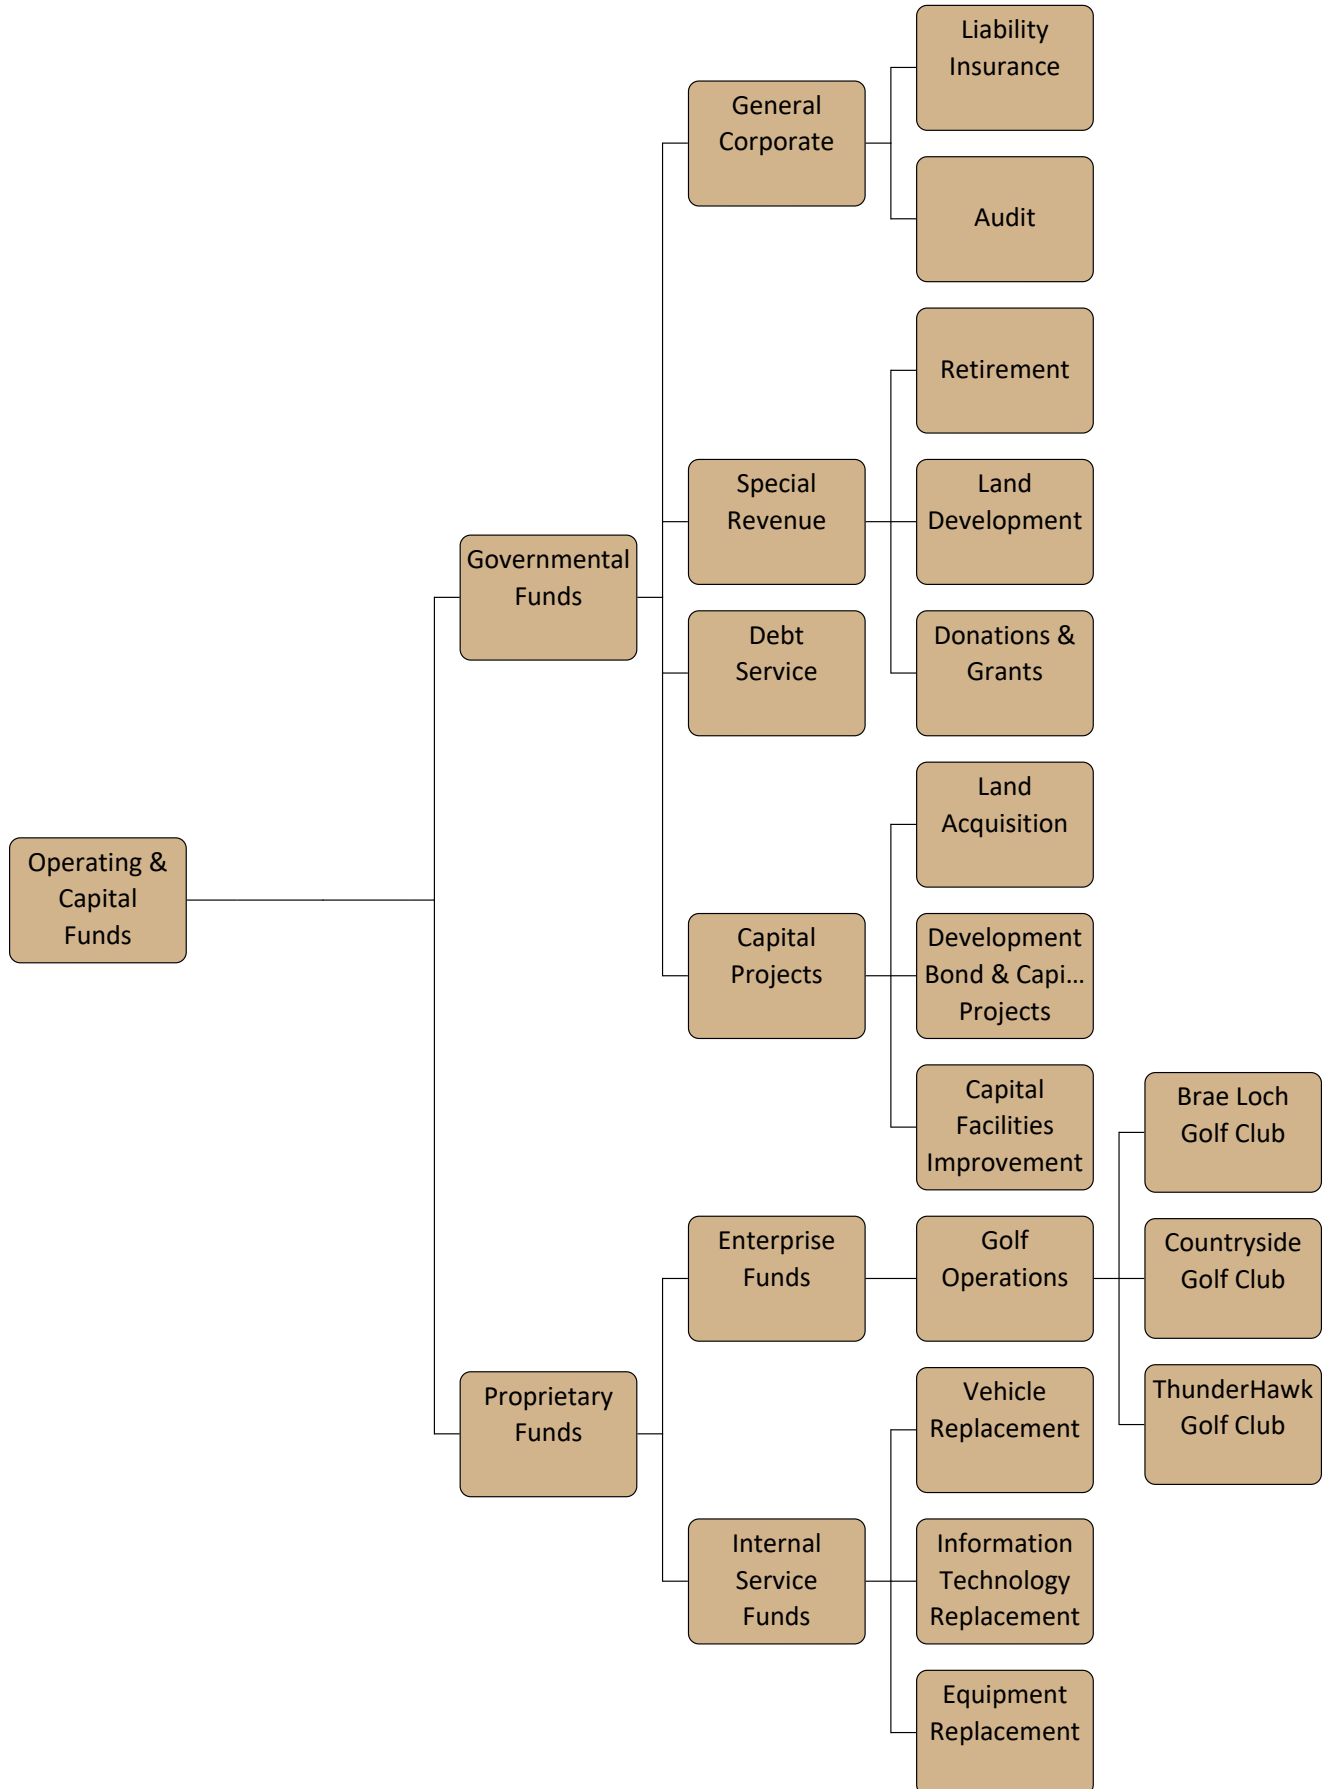 Liability
Insurance
General
Corporate
Audit
Retirement
Special
Revenue
Land
Development
Governmental
Funds
Debt
Service
Donations &
Grants
Land
Acquisition
Operating &
Capital
Funds
Capital
Projects
Development
Bond & Capi...
Projects
Capital
Facilities
Improvement
Brae Loch
Golf Club
Enterprise
Funds
Golf
Operations
Countryside
Golf Club
Proprietary
Funds
Vehicle
Replacement
ThunderHawk
Golf Club
Internal
Service
Funds
Information
Technology
Replacement
Equipment
Replacement